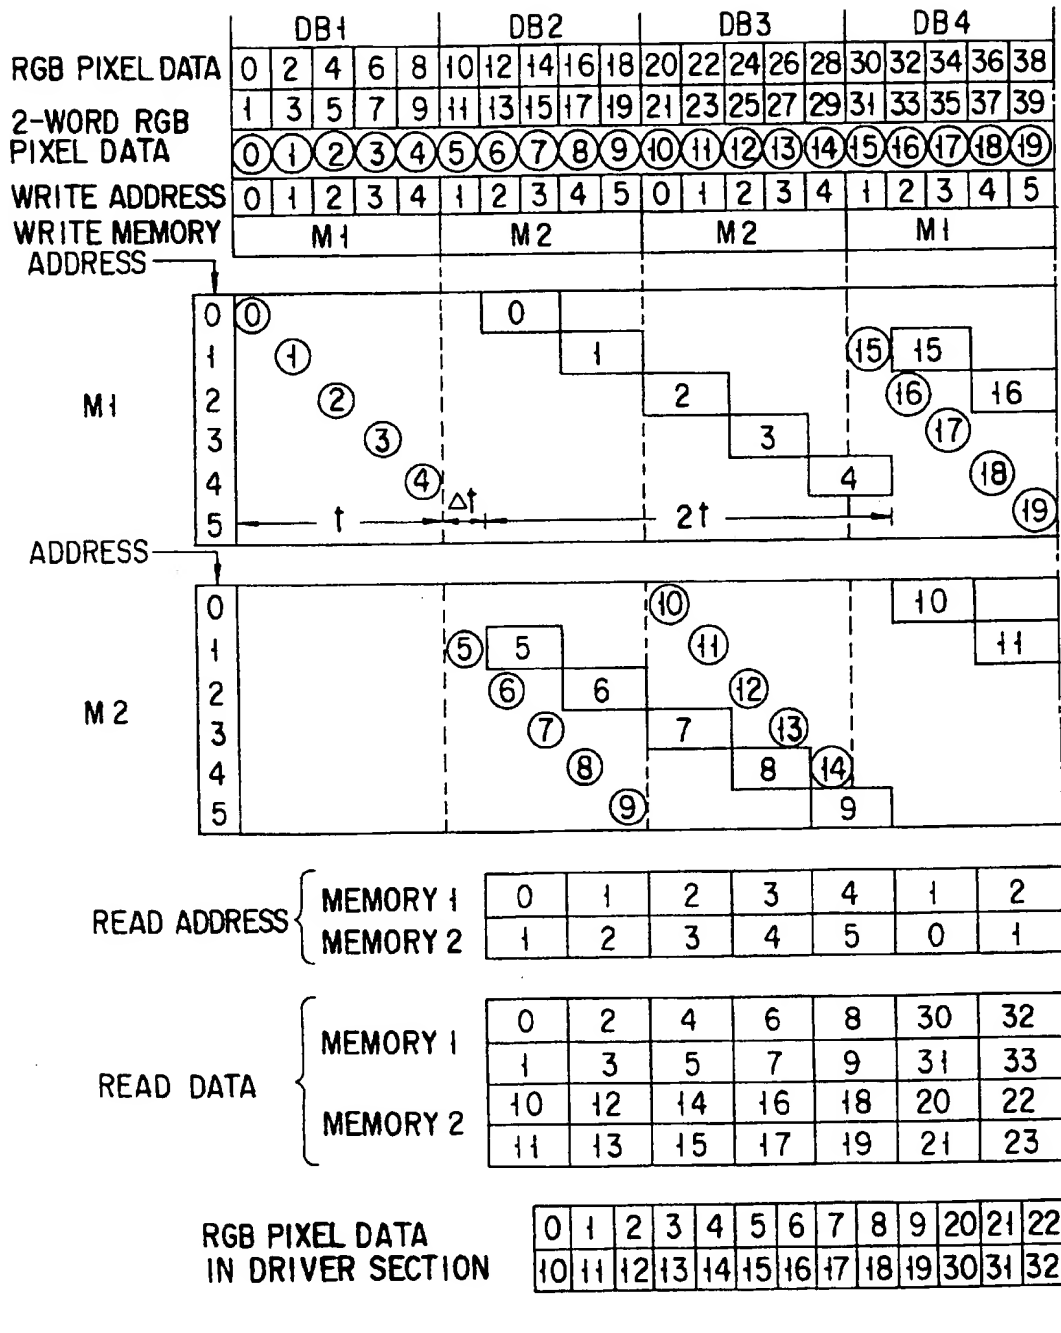 DB1 DB2 DB3 DB4
RGB PIXEL DATA 0 2 4 6 8 10 12 14 16 18 20 22 24 26 28 30 32 34 36 38
1 3 5 7 9 11 13 15 17 19 21 23 25 27 29 31 33 35 37 39
2-WORD RGB
PIXEL DATA 0 1 2 3 4 5 6 7 8 9 10 11 12 13 14 15 16 17 18 19
WRITE ADDRESS 0 1 2 3 4 1 2 3 4 5 0 1 2 3 4 1 2 3 4 5
WRITE MEMORY M1 M2 M2 M1
ADDRESS
0 0 0
1 1 1 15 15
M1 2 2 2 16 16
3 3 3 17
4 4 4 18
5 t Δt 2t 19
ADDRESS
0 10 10
1 5 5 11 11
M2 2 6 6 12
3 7 7 13
4 8 8 14
5 9 9
READ ADDRESS MEMORY 1 0 1 2 3 4 1 2
MEMORY 2 1 2 3 4 5 0 1
READ DATA MEMORY 1 0 2 4 6 8 30 32
1 3 5 7 9 31 33
MEMORY 2 10 12 14 16 18 20 22
11 13 15 17 19 21 23
RGB PIXEL DATA 0 1 2 3 4 5 6 7 8 9 20 21 22
IN DRIVER SECTION 10 11 12 13 14 15 16 17 18 19 30 31 32